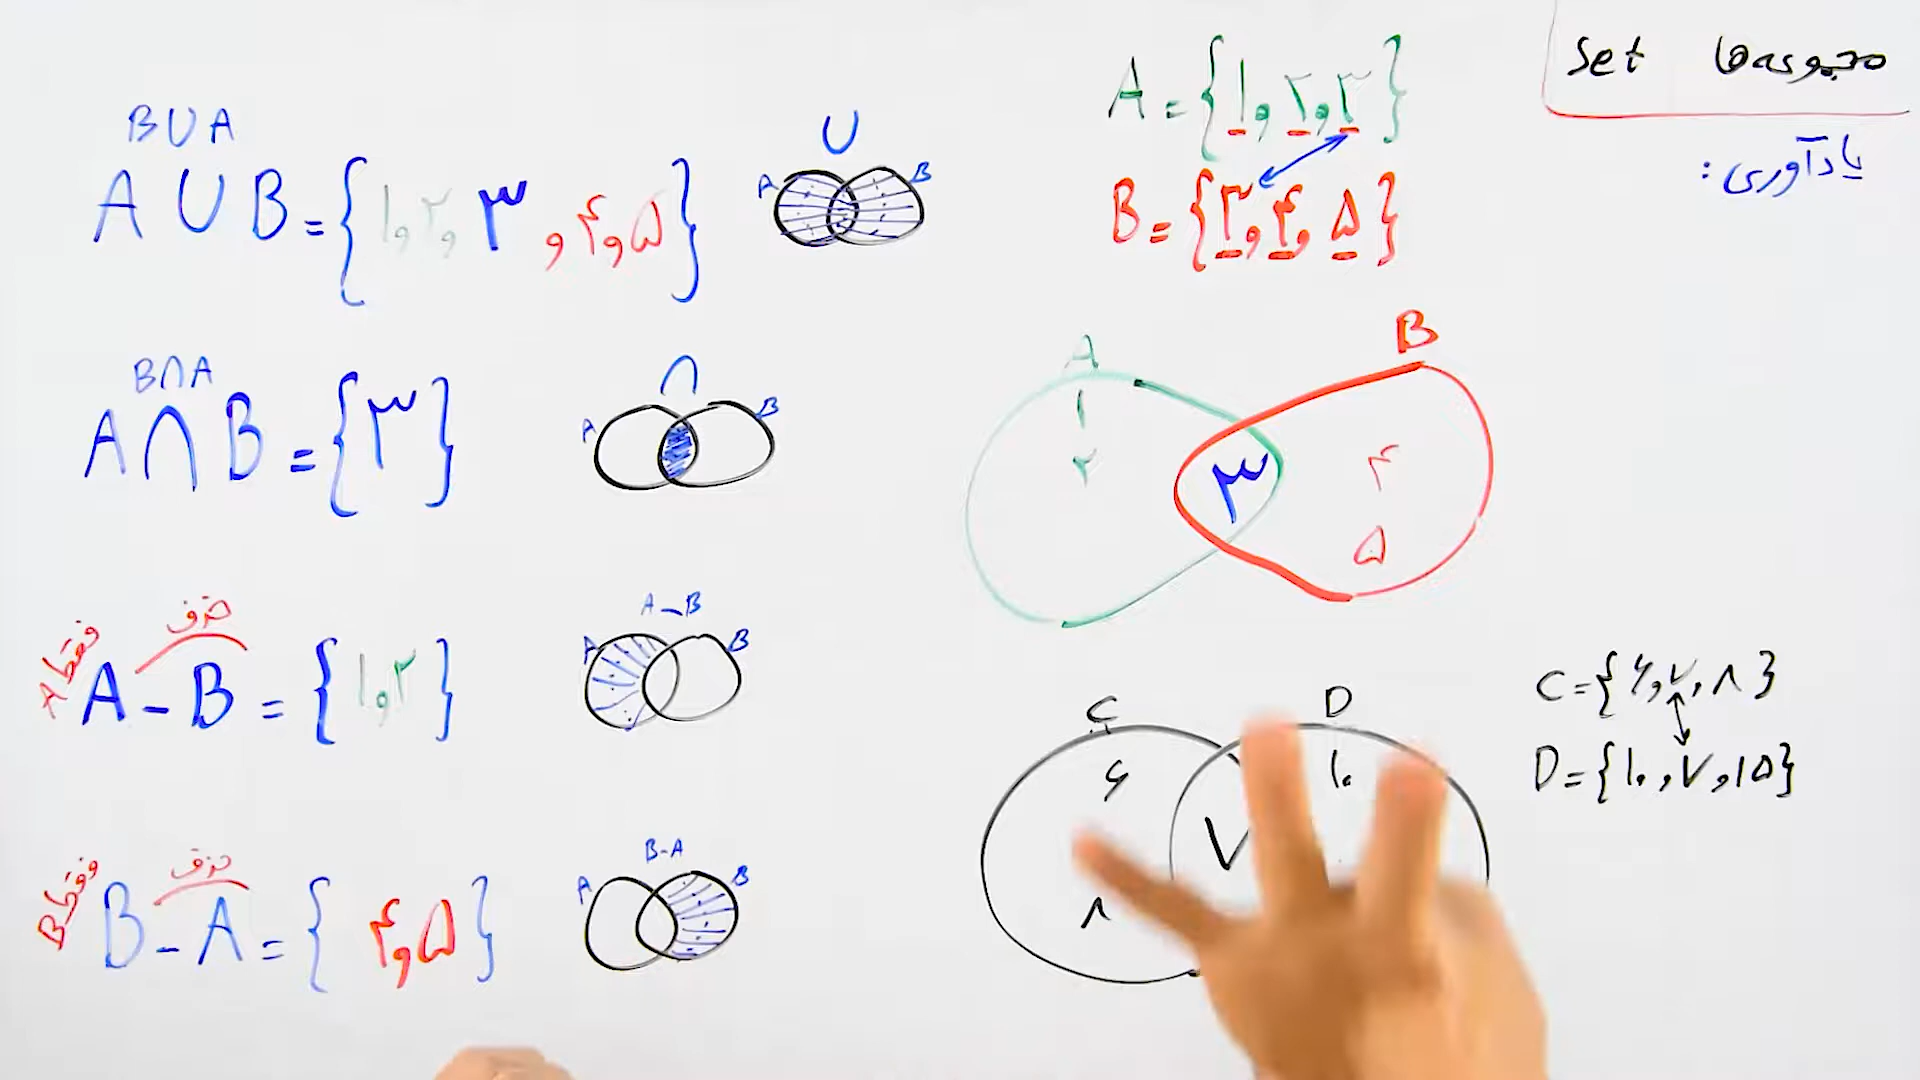 مجموعه‌ها Set
یادآوری:
A = {۱, ۲, ۳}
B = {۳, ۴, ۵}
B∪A
A ∪ B = {۱, ۲, ۳, ۴, ۵}
∪
A B
B∩A
A ∩ B = {۳}
∩
A B
A B
۱ ۳ ۴
۲ ۵
فقط A
حذف
A - B = {۱, ۲}
A - B
A B
فقط B
حذف
B - A = {۴, ۵}
B - A
A B
C = {۶, ۷, ۸}
D = {۱۰, ۷, ۱۵}
C D
۶ ۷ ۱۰
۸